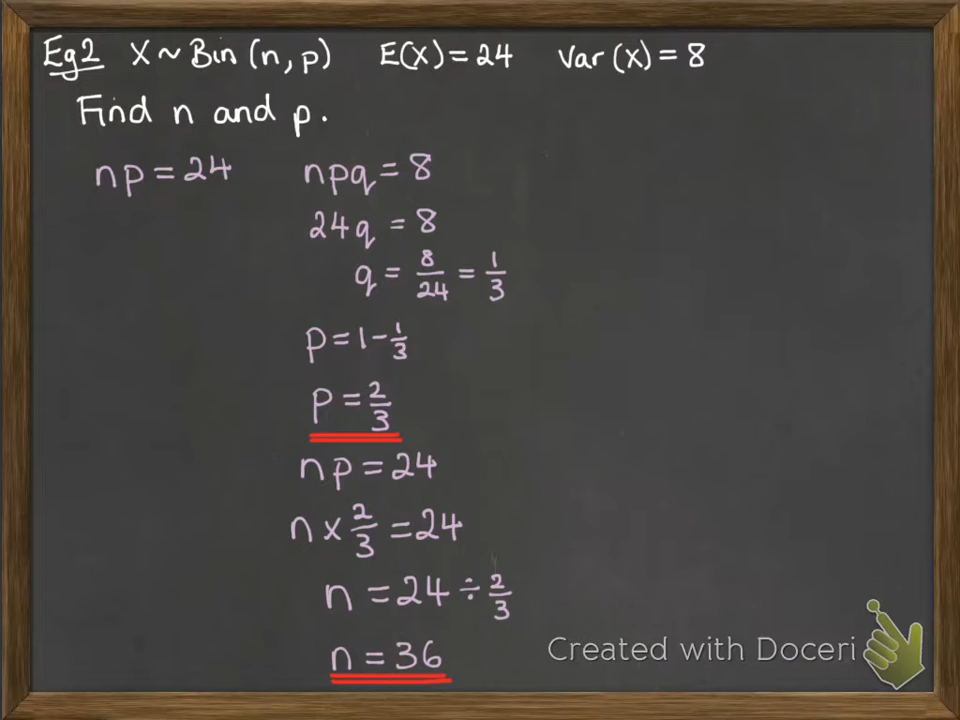 Eg2 X ~ Bin (n, p) E(X) = 24 Var (X) = 8
Find n and p.
np = 24 npq = 8
24q = 8
q = 8/24 = 1/3
p = 1 - 1/3
p = 2/3
np = 24
n x 2/3 = 24
n = 24 ÷ 2/3
n = 36
Created with Doceri